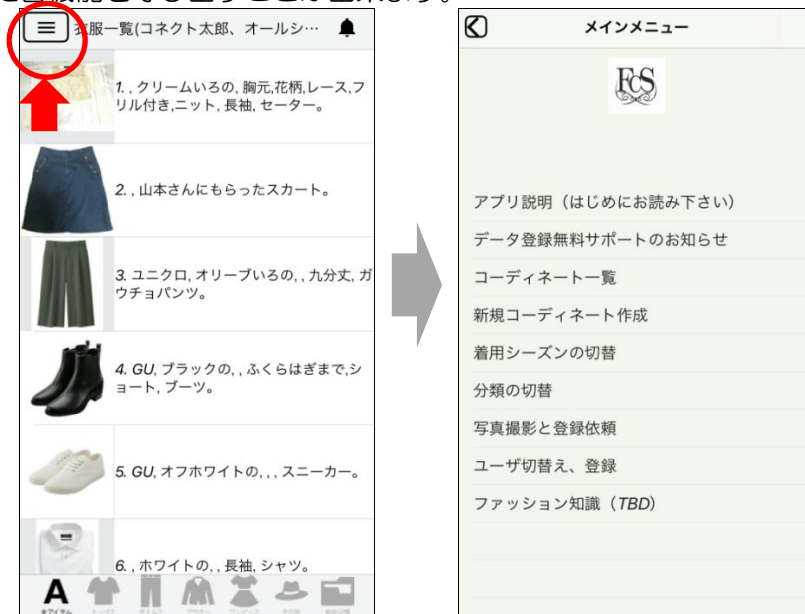 衣服一覧(コネクト太郎、オールシ…
1. , クリームいろの, 胸元,花柄,レース,フ
リル付き,ニット, 長袖, セーター。
2. , 山本さんにもらったスカート。
3. ユニクロ, オリーブいろの, , 九分丈, ガ
ウチョパンツ。
4. GU, ブラックの, , ふくらはぎまで,シ
ョート, ブーツ。
5. GU, オフホワイトの, , , スニーカー。
6. , ホワイトの, , 長袖, シャツ。
A
メインメニュー
FCS
アプリ説明（はじめにお読み下さい）
データ登録無料サポートのお知らせ
コーディネート一覧
新規コーディネート作成
着用シーズンの切替
分類の切替
写真撮影と登録依頼
ユーザ切替え、登録
ファッション知識（TBD）